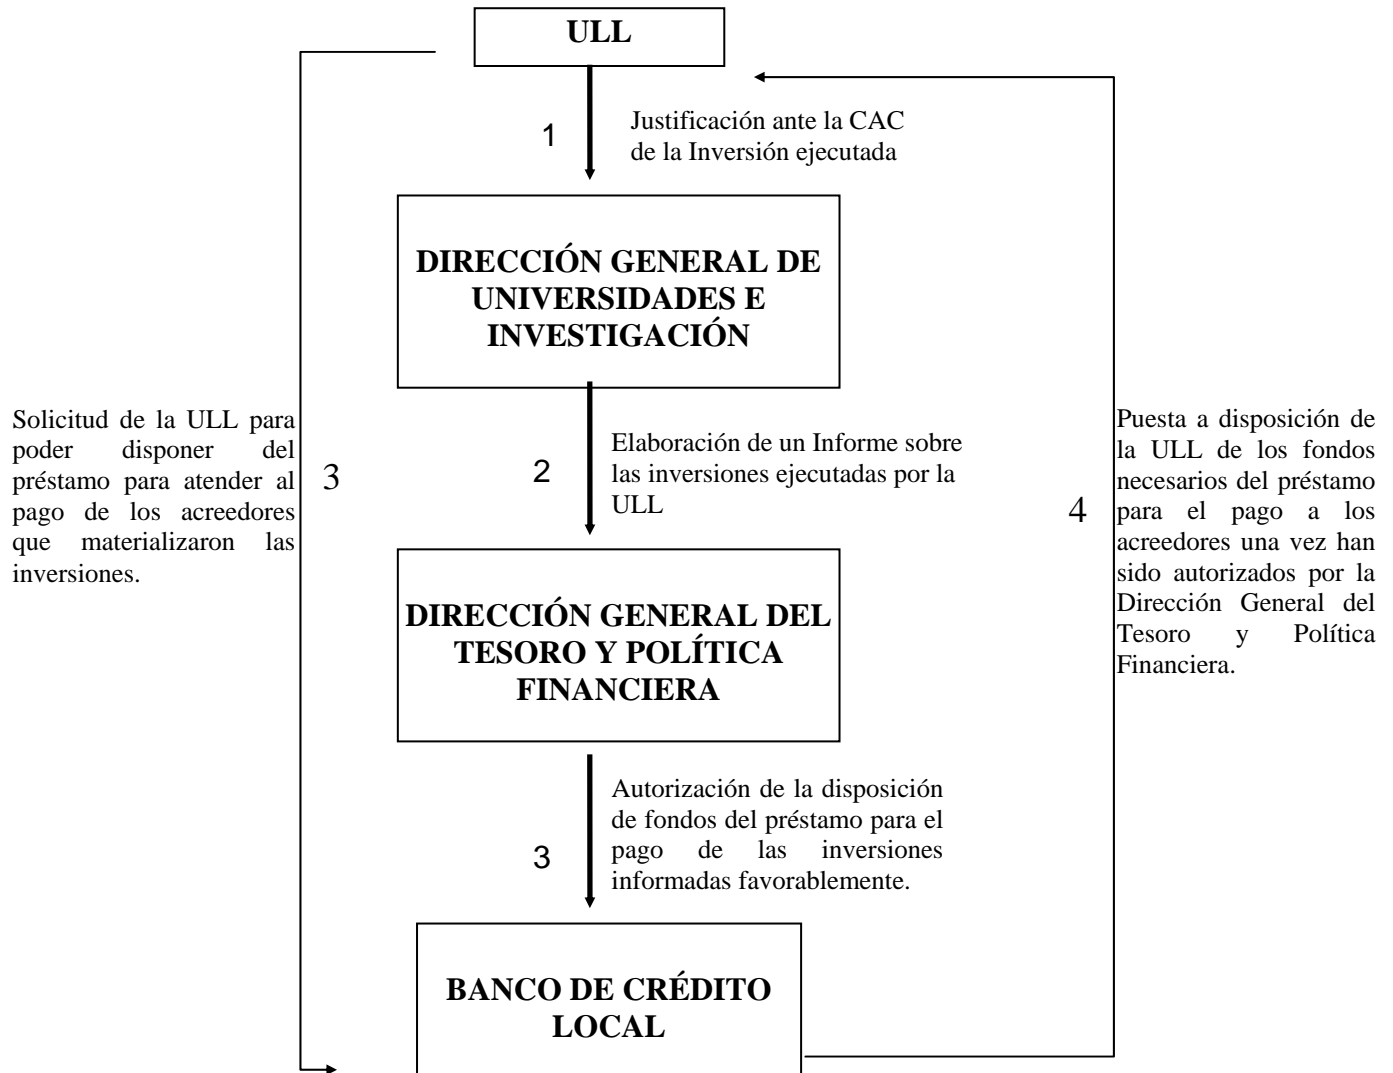 ULL
1
Justificación ante la CAC
de la Inversión ejecutada
DIRECCIÓN GENERAL DE
UNIVERSIDADES E
INVESTIGACIÓN
Solicitud de la ULL para
poder disponer del
préstamo para atender al
pago de los acreedores
que materializaron las
inversiones.
3
2
Elaboración de un Informe sobre
las inversiones ejecutadas por la
ULL
4
Puesta a disposición de
la ULL de los fondos
necesarios del préstamo
para el pago a los
acreedores una vez han
sido autorizados por la
Dirección General del
Tesoro y Política
Financiera.
DIRECCIÓN GENERAL DEL
TESORO Y POLÍTICA
FINANCIERA
3
Autorización de la disposición
de fondos del préstamo para el
pago de las inversiones
informadas favorablemente.
BANCO DE CRÉDITO
LOCAL